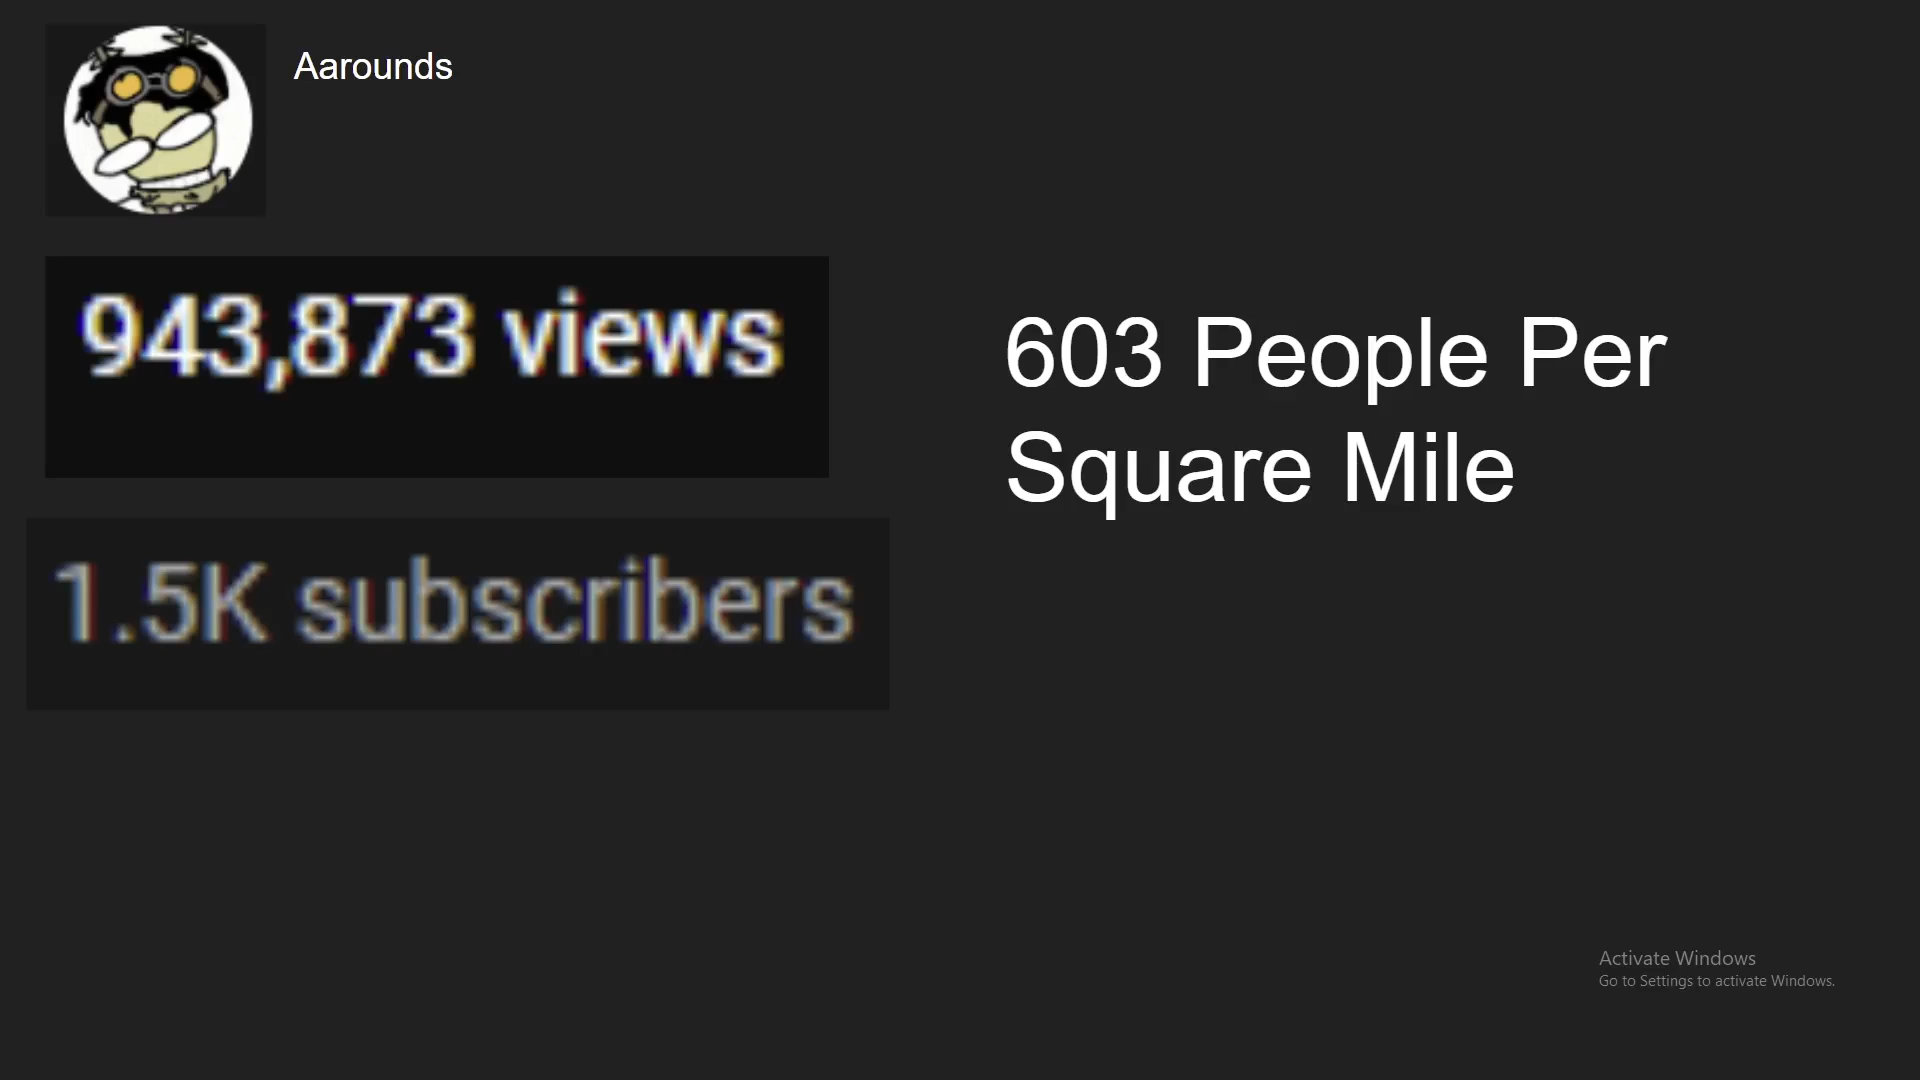 Aarounds
943,873 views
603 People Per
Square Mile
1.5K subscribers
Activate Windows
Go to Settings to activate Windows.